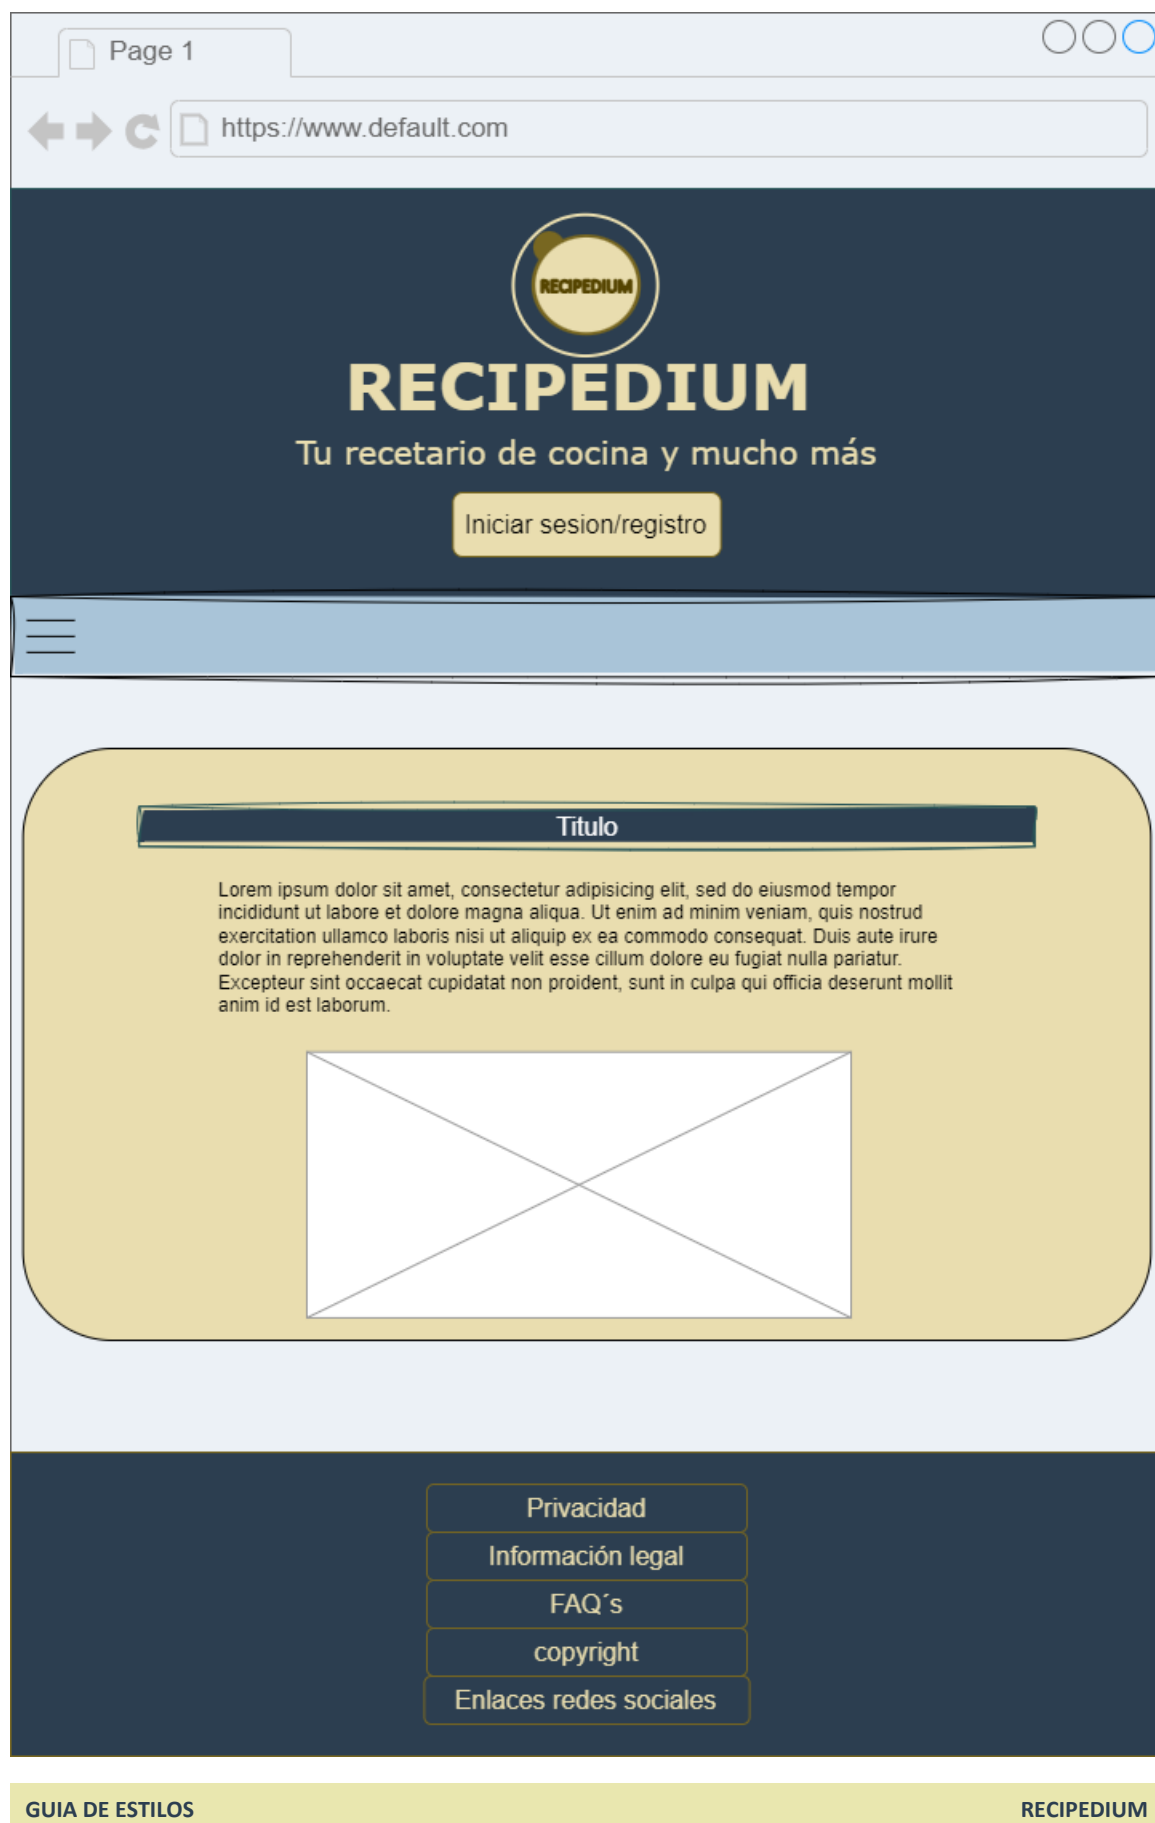 Page 1
https://www.default.com
RECIPEDIUM
RECIPEDIUM
Tu recetario de cocina y mucho más
Iniciar sesion/registro
Titulo
Lorem ipsum dolor sit amet, consectetur adipisicing elit, sed do eiusmod tempor
incididunt ut labore et dolore magna aliqua. Ut enim ad minim veniam, quis nostrud
exercitation ullamco laboris nisi ut aliquip ex ea commodo consequat. Duis aute irure
dolor in reprehenderit in voluptate velit esse cillum dolore eu fugiat nulla pariatur.
Excepteur sint occaecat cupidatat non proident, sunt in culpa qui officia deserunt mollit
anim id est laborum.
Privacidad
Información legal
FAQ´s
copyright
Enlaces redes sociales
GUIA DE ESTILOS RECIPEDIUM